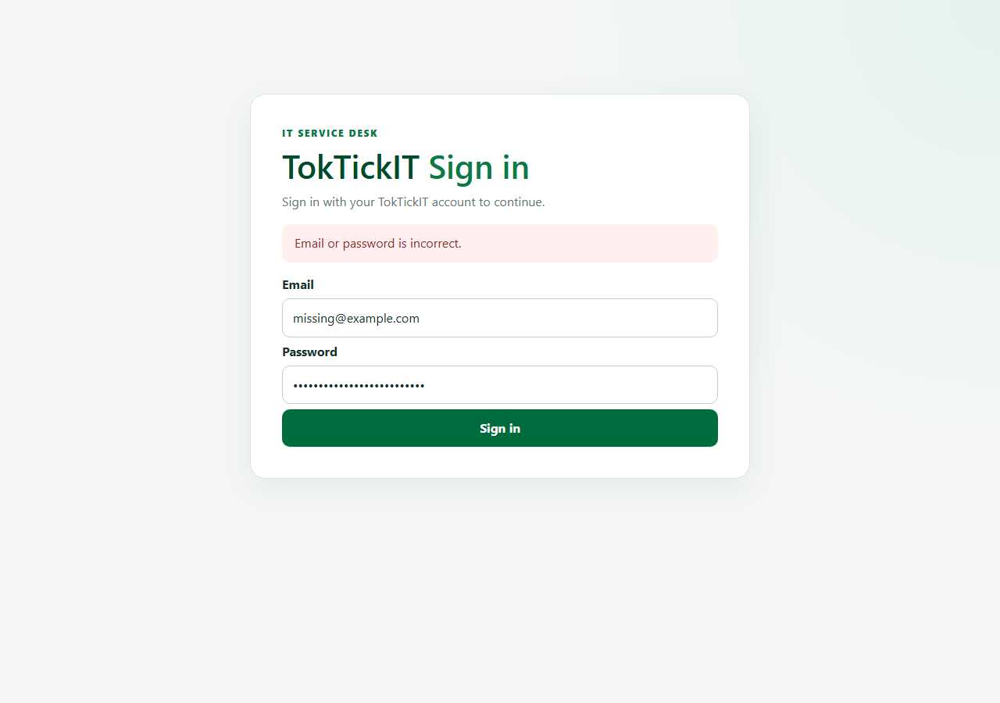 IT SERVICE DESK
TokTickIT Sign in
Sign in with your TokTickIT account to continue.
Email or password is incorrect.
Email
missing@example.com
Password
••••••••••••••••••••••••••
Sign in